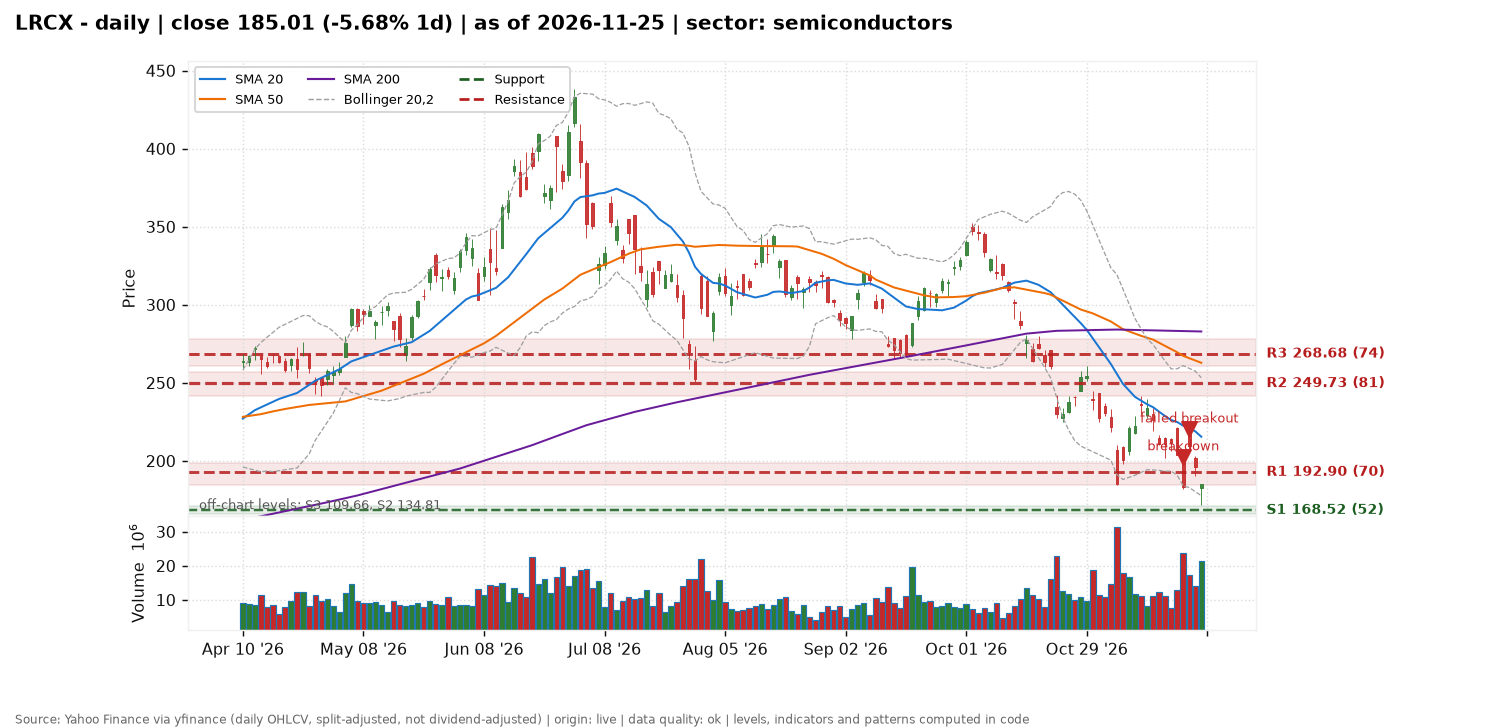 LRCX - daily | close 185.01 (-5.68% 1d) | as of 2026-11-25 | sector: semiconductors
SMA 20
SMA 50
SMA 200
Bollinger 20,2
Support
Resistance
Price
450
400
350
300
250
200
R3 268.68 (74)
R2 249.73 (81)
failed breakout
breakdown
R1 192.90 (70)
off-chart levels: S3 109.66, S2 134.81
S1 168.52 (52)
Volume 10⁶
30
20
10
Apr 10 '26 May 08 '26 Jun 08 '26 Jul 08 '26 Aug 05 '26 Sep 02 '26 Oct 01 '26 Oct 29 '26
Source: Yahoo Finance via yfinance (daily OHLCV, split-adjusted, not dividend-adjusted) | origin: live | data quality: ok | levels, indicators and patterns computed in code